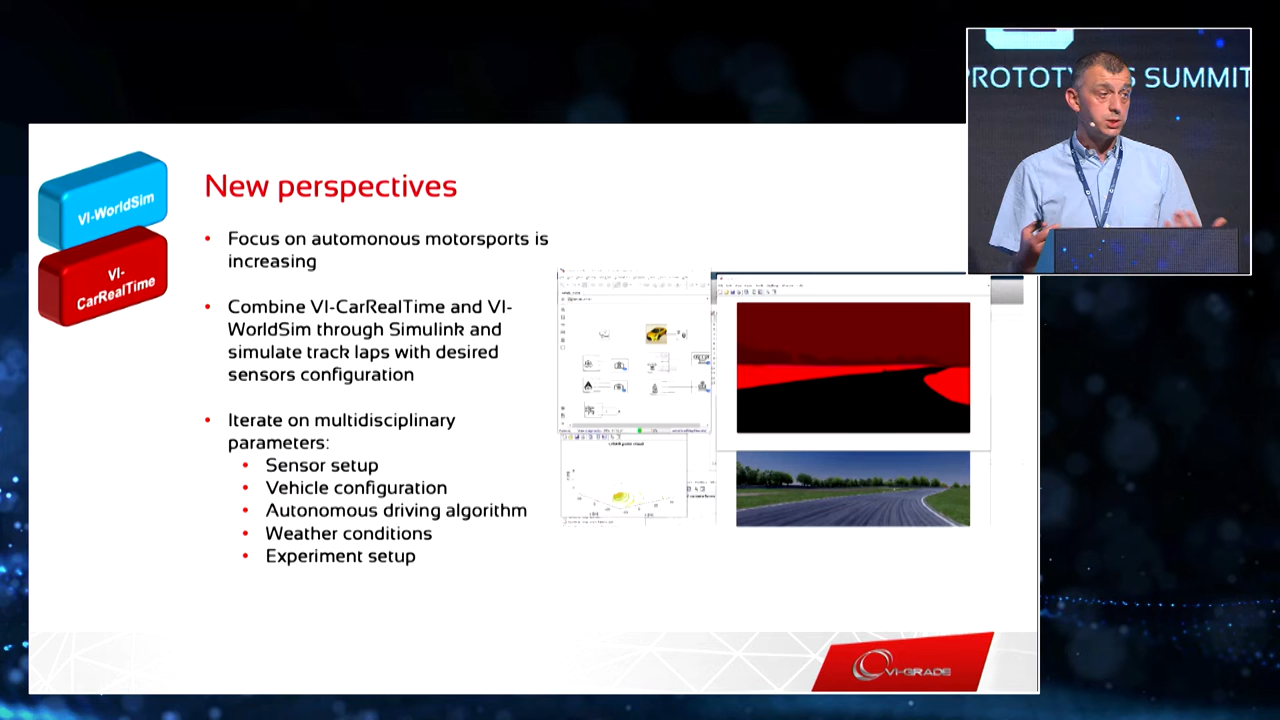 PROTOTY
S SUMMIT
VI-WorldSim
VI-
CarRealTime
New perspectives
• Focus on automonous motorsports is
increasing
• Combine VI-CarRealTime and VI-
WorldSim through Simulink and
simulate track laps with desired
sensors configuration
• Iterate on multidisciplinary
parameters:
• Sensor setup
• Vehicle configuration
• Autonomous driving algorithm
• Weather conditions
• Experiment setup
VI-GRADE